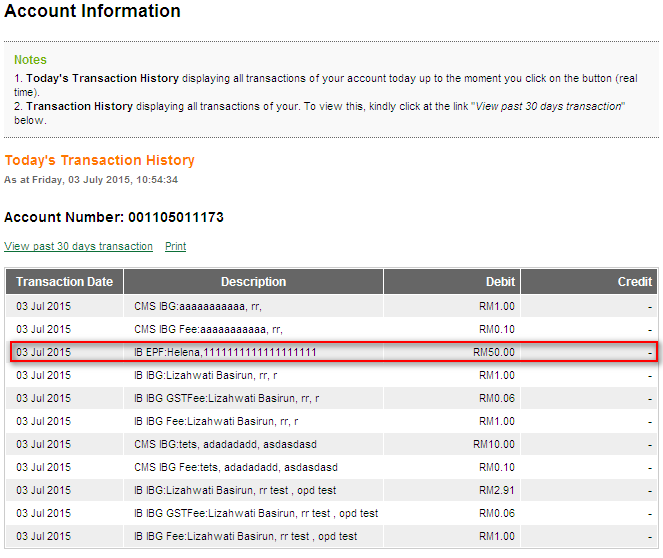 Account Information
Notes
1. Today's Transaction History displaying all transactions of your account today up to the moment you click on the button (real
time).
2. Transaction History displaying all transactions of your. To view this, kindly click at the link "View past 30 days transaction"
below.
Today's Transaction History
As at Friday, 03 July 2015, 10:54:34
Account Number: 001105011173
View past 30 days transaction Print
Transaction Date Description Debit Credit
03 Jul 2015 CMS IBG:aaaaaaaaaaa, rr, RM1.00 -
03 Jul 2015 CMS IBG Fee:aaaaaaaaaaa, rr, RM0.10 -
03 Jul 2015 IB EPF:Helena,1111111111111111111 RM50.00 -
03 Jul 2015 IB IBG:Lizahwati Basirun, rr, r RM1.00 -
03 Jul 2015 IB IBG GSTFee:Lizahwati Basirun, rr, r RM0.06 -
03 Jul 2015 IB IBG Fee:Lizahwati Basirun, rr, r RM1.00 -
03 Jul 2015 CMS IBG:tets, adadadadd, asdasdasd RM10.00 -
03 Jul 2015 CMS IBG Fee:tets, adadadadd, asdasdasd RM0.10 -
03 Jul 2015 IB IBG:Lizahwati Basirun, rr test , opd test RM2.91 -
03 Jul 2015 IB IBG GSTFee:Lizahwati Basirun, rr test , opd test RM0.06 -
03 Jul 2015 IB IBG Fee:Lizahwati Basirun, rr test , opd test RM1.00 -